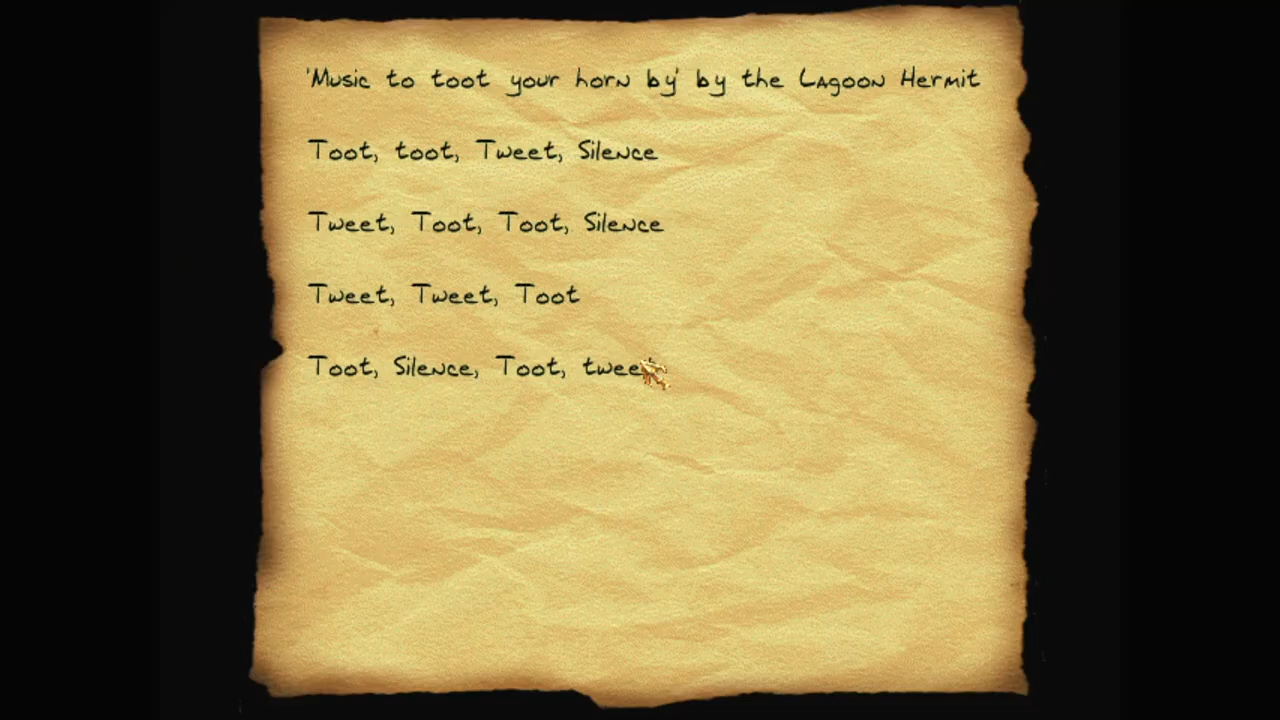 'Music to toot your horn by' by the Lagoon Hermit
Toot, toot, Tweet, Silence
Tweet, Toot, Toot, Silence
Tweet, Tweet, Toot
Toot, Silence, Toot,